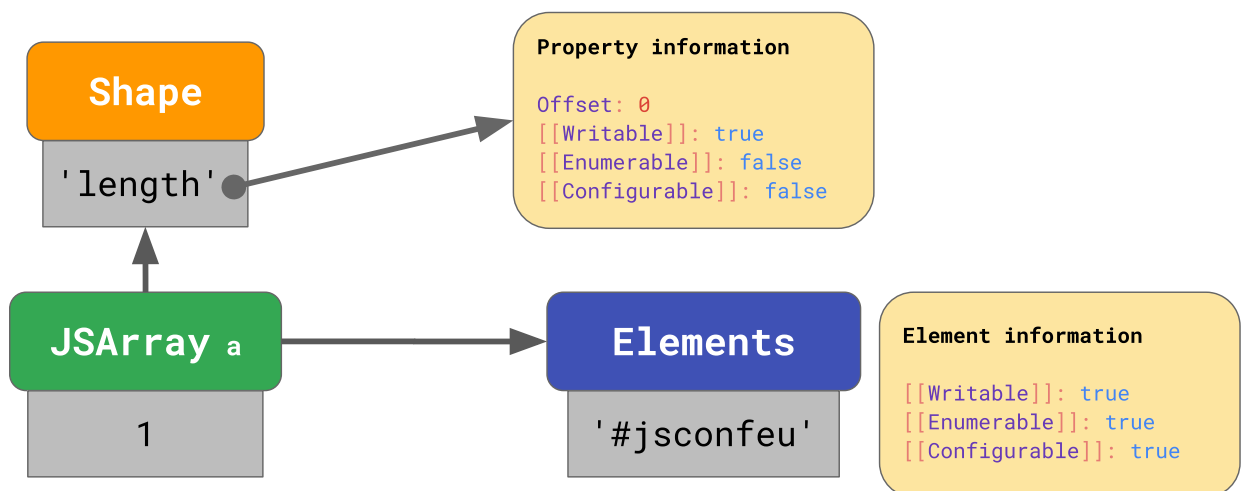 Shape
'length'
Property information
Offset: 0
[[Writable]]: true
[[Enumerable]]: false
[[Configurable]]: false
JSArray a
1
Elements
'#jsconfeu'
Element information
[[Writable]]: true
[[Enumerable]]: true
[[Configurable]]: true